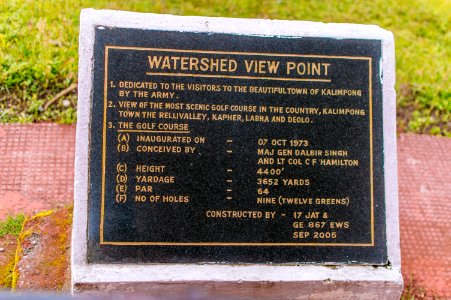 WATERSHED VIEW POINT
1. DEDICATED TO THE VISITORS TO THE BEAUTIFUL TOWN OF KALIMPONG
BY THE ARMY.
2. VIEW OF THE MOST SCENIC GOLF COURSE IN THE COUNTRY, KALIMPONG
TOWN THE RELLIVALLEY, KAPHER, LABHA AND DEOLO.
3. THE GOLF COURSE
(A) INAUGURATED ON - 07 OCT 1973
(B) CONCEIVED BY - MAJ GEN DALBIR SINGH
AND LT COL C F HAMILTON
(C) HEIGHT - 4400'
(D) YARDAGE - 3652 YARDS
(E) PAR - 64
(F) NO OF HOLES - NINE (TWELVE GREENS)
CONSTRUCTED BY - 17 JAT &
GE 867 EWS
SEP 2005